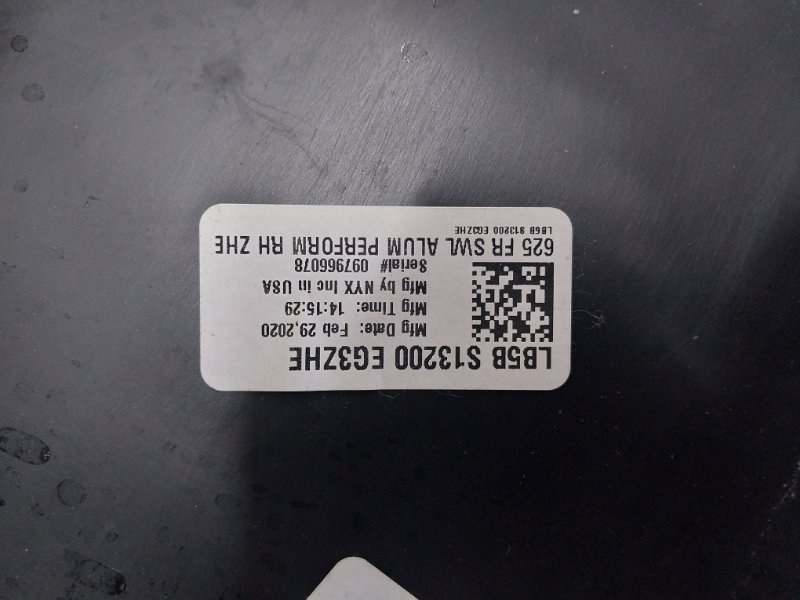 LB5B S13200 EG3ZHE
Mfg Date: Feb 29,2020
Mfg Time: 14:15:29
Mfg by NYX Inc in USA
Serial# 097966078
625 FR SWL ALUM PERFORM RH ZHE
LB5B S13200 EG3ZHE